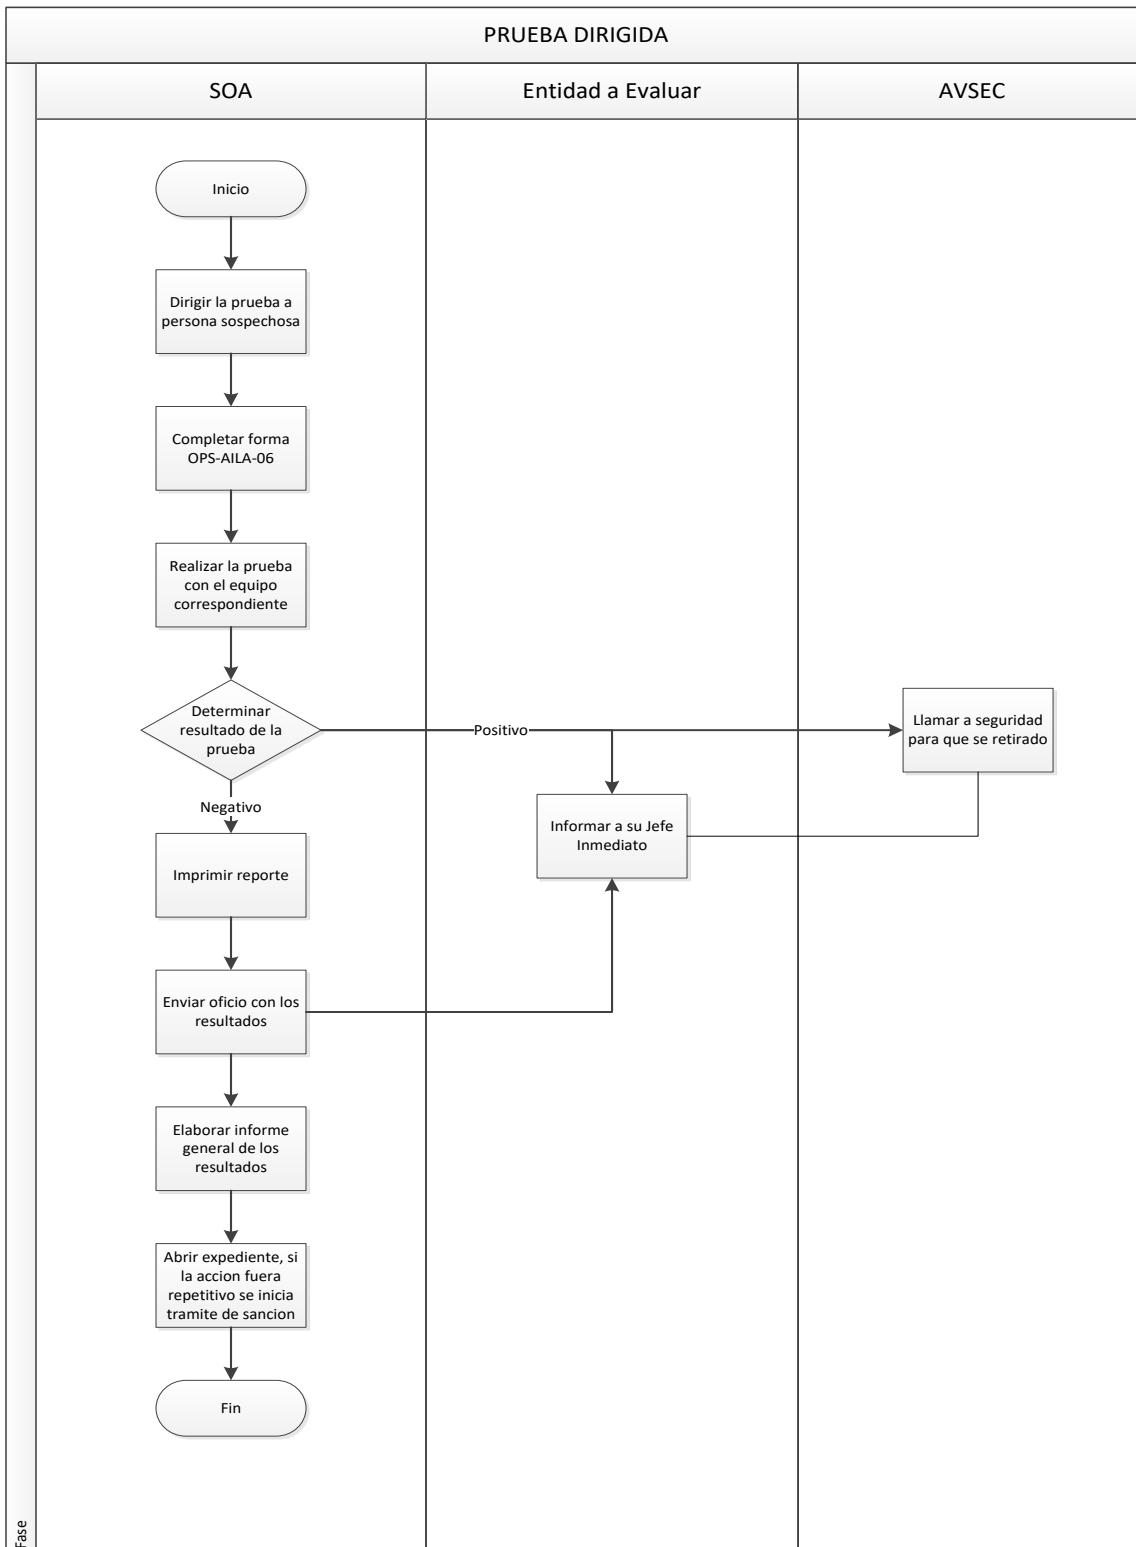 PRUEBA DIRIGIDA
SOA
Entidad a Evaluar
AVSEC
Inicio
Dirigir la prueba a
persona sospechosa
Completar forma
OPS-AILA-06
Realizar la prueba
con el equipo
correspondiente
Determinar
resultado de la
prueba
Positivo
Llamar a seguridad
para que se retirado
Negativo
Informar a su Jefe
Inmediato
Imprimir reporte
Enviar oficio con los
resultados
Elaborar informe
general de los
resultados
Abrir expediente, si
la accion fuera
repetitivo se inicia
tramite de sancion
Fin
Fase